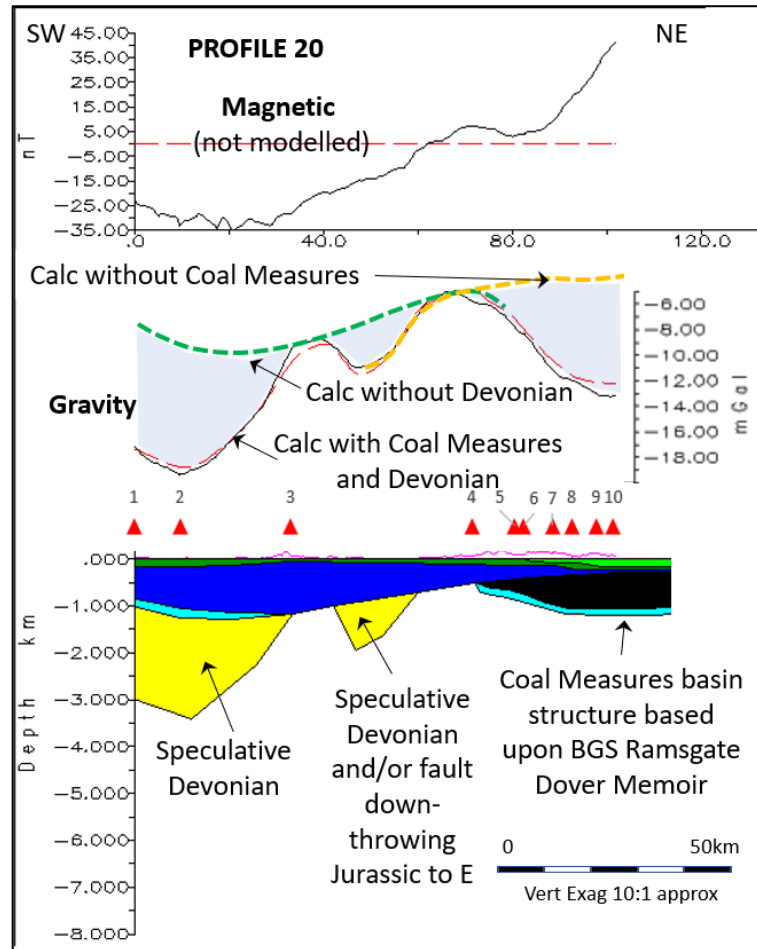 SW
NE
PROFILE 20
Magnetic
(not modelled)
nT
45.00
35.00
25.00
15.00
5.00
-5.00
-15.00
-25.00
-35.00
.0
40.0
80.0
120.0
Calc without Coal Measures
Calc without Devonian
Gravity
Calc with Coal Measures
and Devonian
-6.00
-8.00
-10.00
-12.00
-14.00
-16.00
-18.00
mGal
1 2 3 4 5 6 7 8 9 10
Depth km
.000
-1.000
-2.000
-3.000
-4.000
-5.000
-6.000
-7.000
-8.000
Speculative
Devonian
Speculative
Devonian
and/or fault
down-
throwing
Jurassic to E
Coal Measures basin
structure based
upon BGS Ramsgate
Dover Memoir
0 50km
Vert Exag 10:1 approx